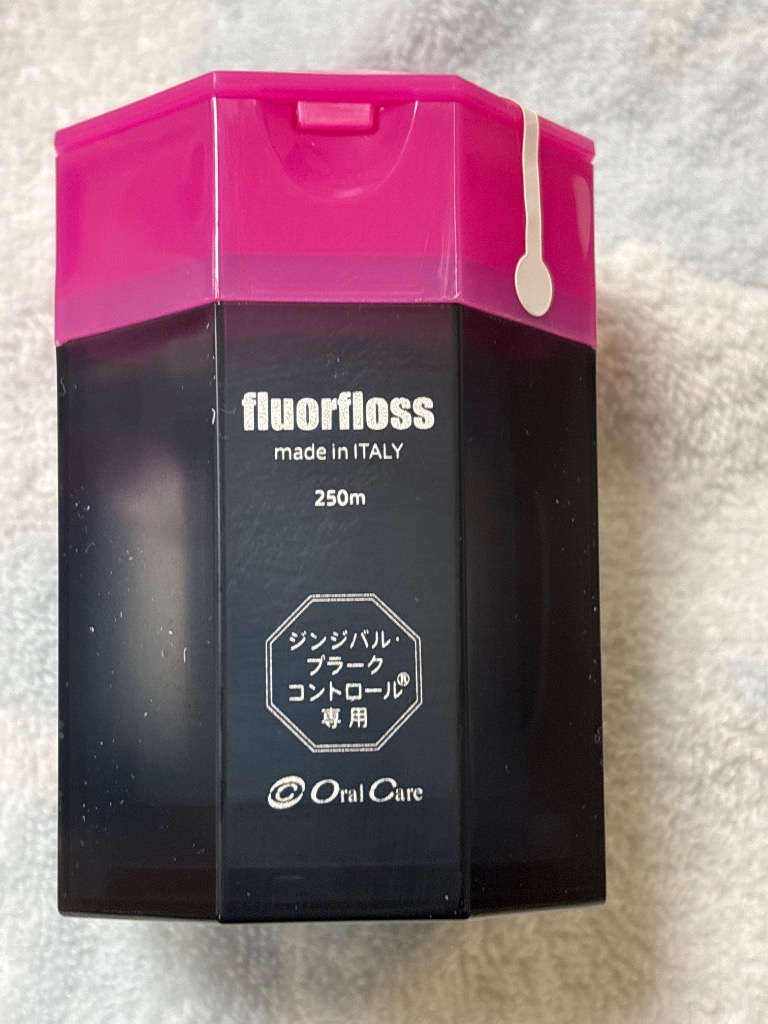 fluorfloss
made in ITALY
250m
ジンジバル・
プラーク
コントロール®
専用
Oral Care